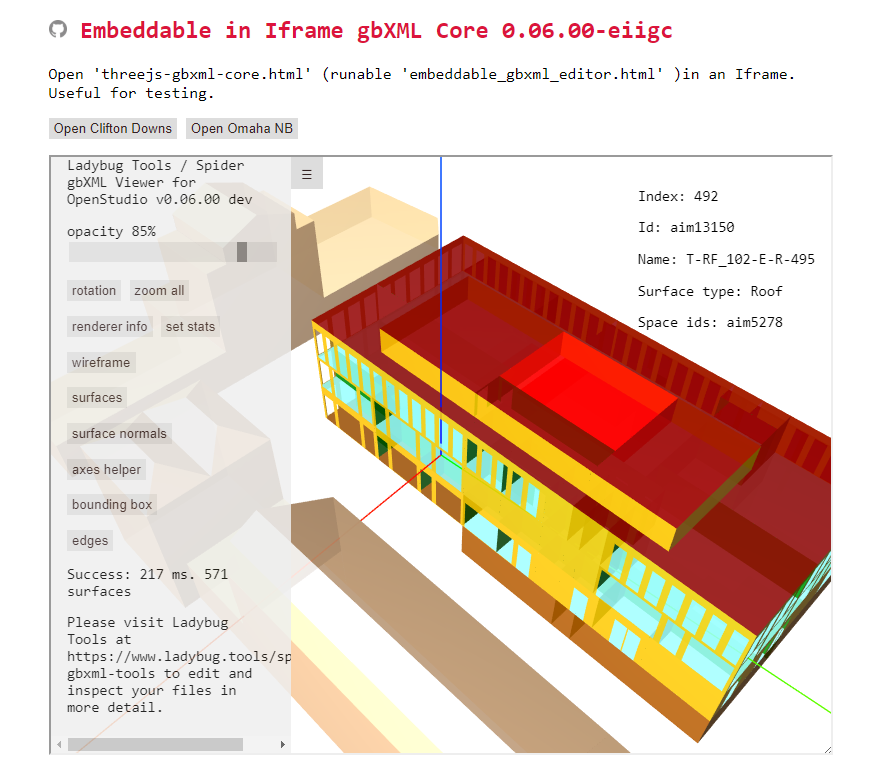 Embeddable in Iframe gbXML Core 0.06.00-eiigc
Open 'threejs-gbxml-core.html' (runable 'embeddable_gbxml_editor.html' )in an Iframe.
Useful for testing.
Open Clifton Downs Open Omaha NB
Ladybug Tools / Spider
gbXML Viewer for
OpenStudio v0.06.00 dev
opacity 85%
rotation zoom all
renderer info set stats
wireframe
surfaces
surface normals
axes helper
bounding box
edges
Success: 217 ms. 571
surfaces
Please visit Ladybug
Tools at
https://www.ladybug.tools/sp
gbxml-tools to edit and
inspect your files in
more detail.
☰
Index: 492
Id: aim13150
Name: T-RF_102-E-R-495
Surface type: Roof
Space ids: aim5278